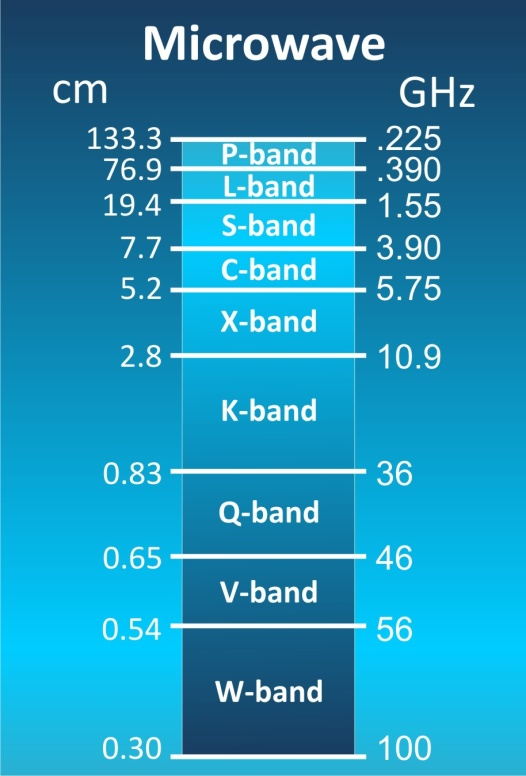 Microwave
cm GHz
133.3 .225
P-band
76.9 .390
L-band
19.4 1.55
S-band
7.7 3.90
C-band
5.2 5.75
X-band
2.8 10.9
K-band
0.83 36
Q-band
0.65 46
V-band
0.54 56
W-band
0.30 100